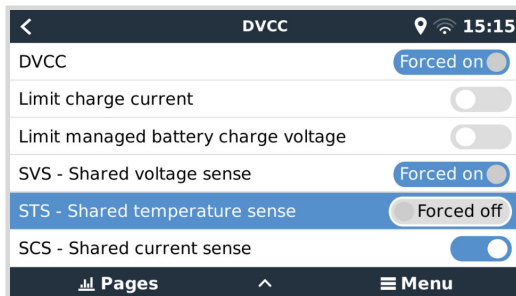 DVCC 15:15
DVCC Forced on
Limit charge current
Limit managed battery charge voltage
SVS - Shared voltage sense Forced on
STS - Shared temperature sense Forced off
SCS - Shared current sense
Pages Menu